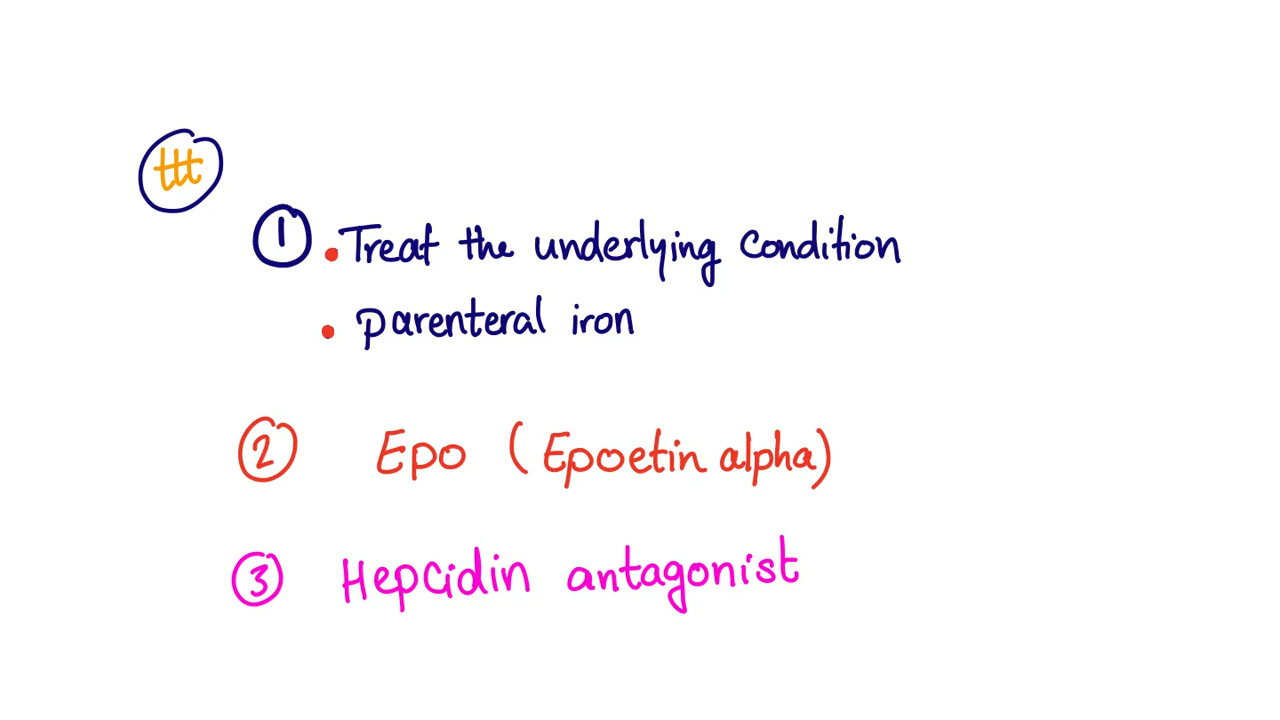 ttt
1 • Treat the underlying condition
• parenteral iron
2 Epo (Epoetin alpha)
3 Hepcidin antagonist